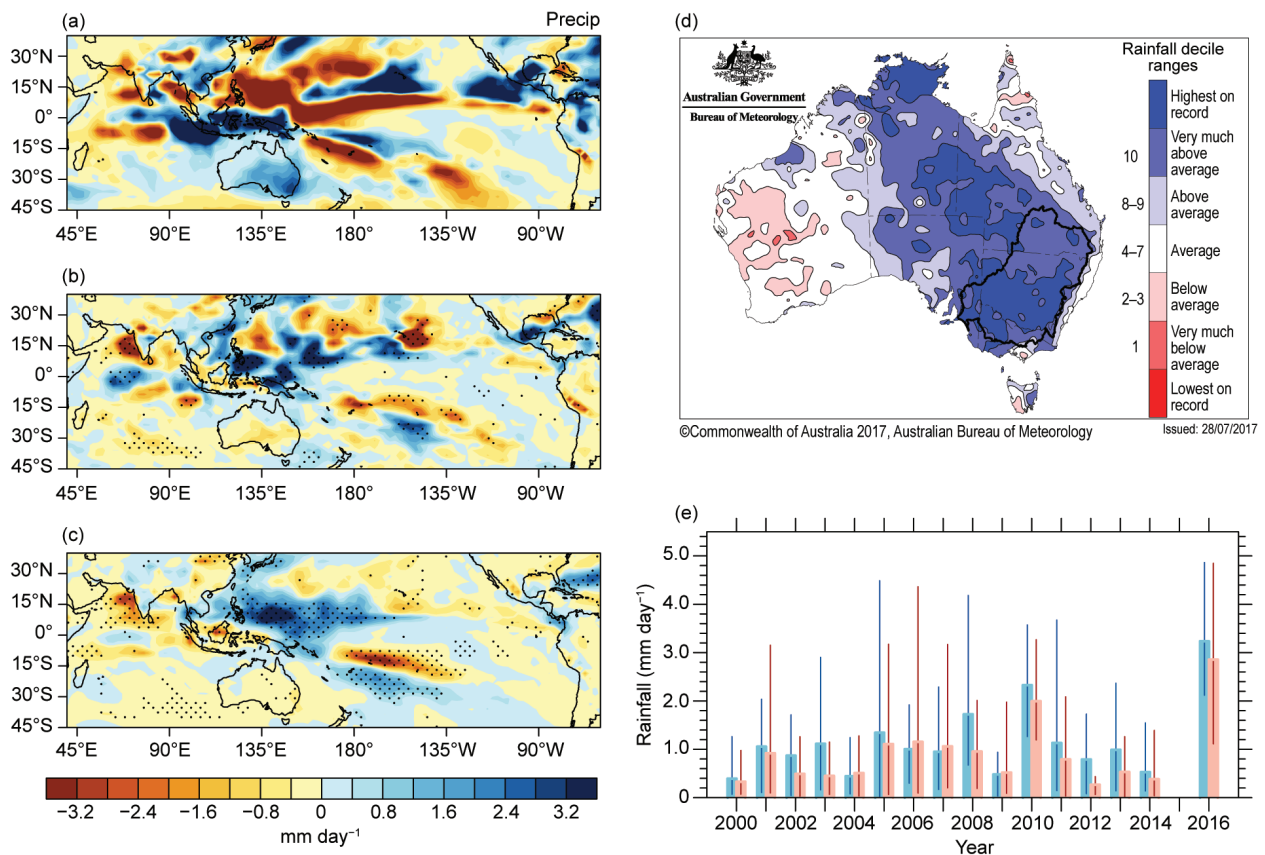 (a)
Precip
30°N
15°N
0°
15°S
30°S
45°S
45°E 90°E 135°E 180° 135°W 90°W
(b)
30°N
15°N
0°
15°S
30°S
45°S
45°E 90°E 135°E 180° 135°W 90°W
(c)
30°N
15°N
0°
15°S
30°S
45°S
45°E 90°E 135°E 180° 135°W 90°W
−3.2 −2.4 −1.6 −0.8 0 0.8 1.6 2.4 3.2
mm day⁻¹
(d)
Australian Government
Bureau of Meteorology
Rainfall decile
ranges
Highest on
record
10 Very much
above
average
8–9 Above
average
4–7 Average
2–3 Below
average
1 Very much
below
average
Lowest on
record
©Commonwealth of Australia 2017, Australian Bureau of Meteorology
Issued: 28/07/2017
(e)
Rainfall (mm day⁻¹)
5.0
4.0
3.0
2.0
1.0
0
2000 2002 2004 2006 2008 2010 2012 2014 2016
Year